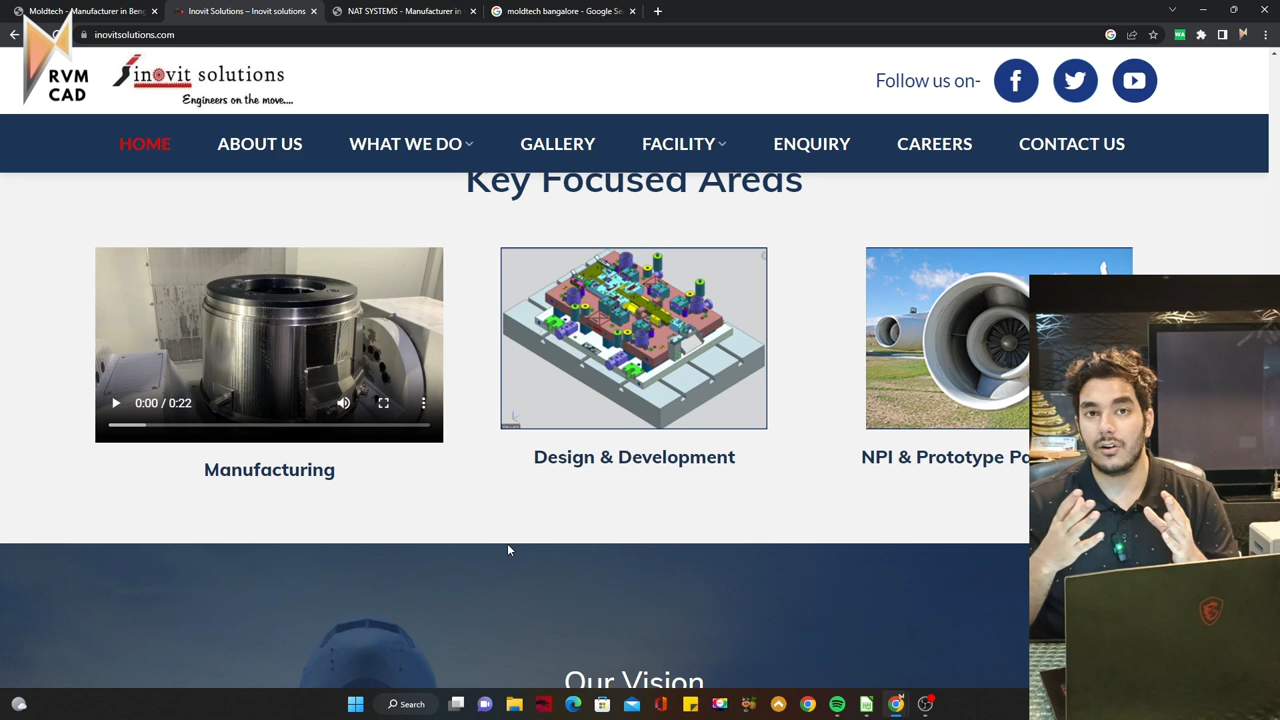 Moldtech - Manufacturer in Ben
Inovit Solutions – Inovit solutions
NAT SYSTEMS - Manufacturer in
moldtech bangalore - Google Se
inovitsolutions.com
RVM
CAD
inovit solutions
Engineers on the move....
Follow us on-
HOME
ABOUT US
WHAT WE DO
GALLERY
FACILITY
ENQUIRY
CAREERS
CONTACT US
Key Focused Areas
0:00 / 0:22
Manufacturing
Design & Development
NPI & Prototype Pa
Our Vision
Search